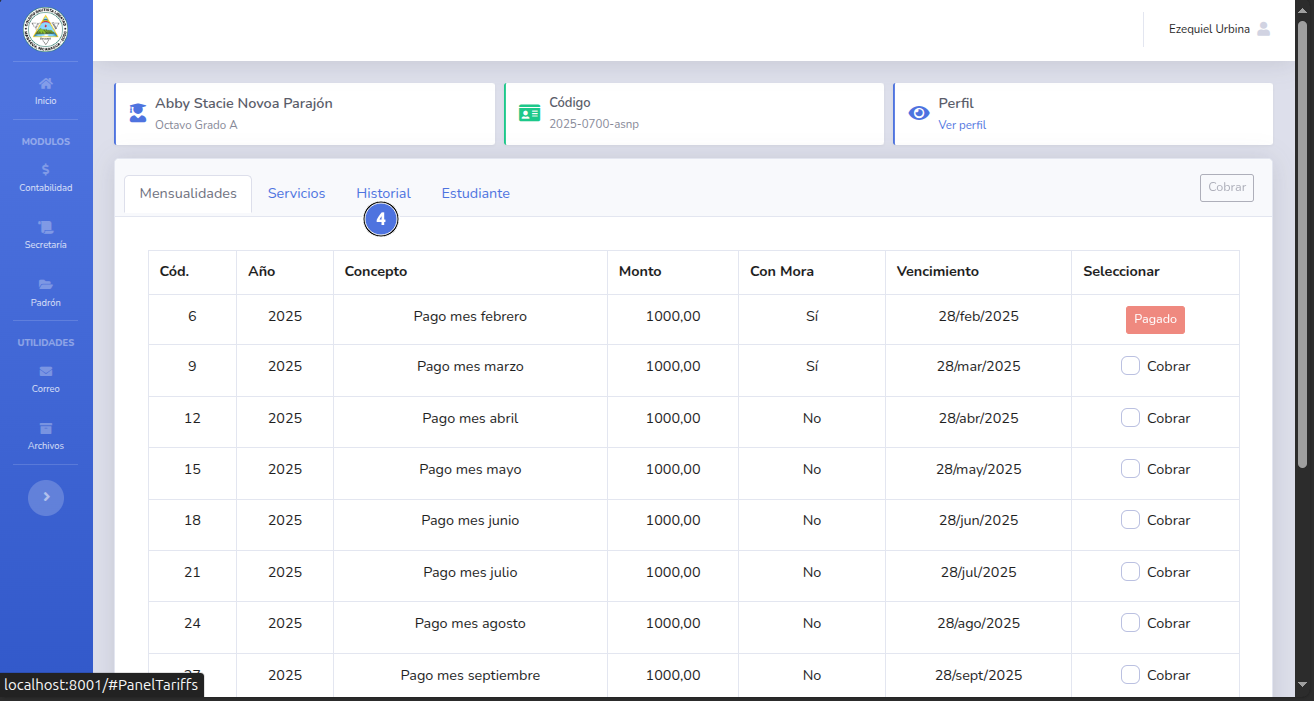 Ezequiel Urbina
Inicio
MODULOS
Contabilidad
Secretaría
Padrón
UTILIDADES
Correo
Archivos
Abby Stacie Novoa Parajón
Octavo Grado A
Código
2025-0700-asnp
Perfil
Ver perfil
Mensualidades Servicios Historial Estudiante Cobrar
4
Cód. Año Concepto Monto Con Mora Vencimiento Seleccionar
6 2025 Pago mes febrero 1000,00 Sí 28/feb/2025 Pagado
9 2025 Pago mes marzo 1000,00 Sí 28/mar/2025 Cobrar
12 2025 Pago mes abril 1000,00 No 28/abr/2025 Cobrar
15 2025 Pago mes mayo 1000,00 No 28/may/2025 Cobrar
18 2025 Pago mes junio 1000,00 No 28/jun/2025 Cobrar
21 2025 Pago mes julio 1000,00 No 28/jul/2025 Cobrar
24 2025 Pago mes agosto 1000,00 No 28/ago/2025 Cobrar
2025 Pago mes septiembre 1000,00 No 28/sept/2025 Cobrar
localhost:8001/#PanelTariffs